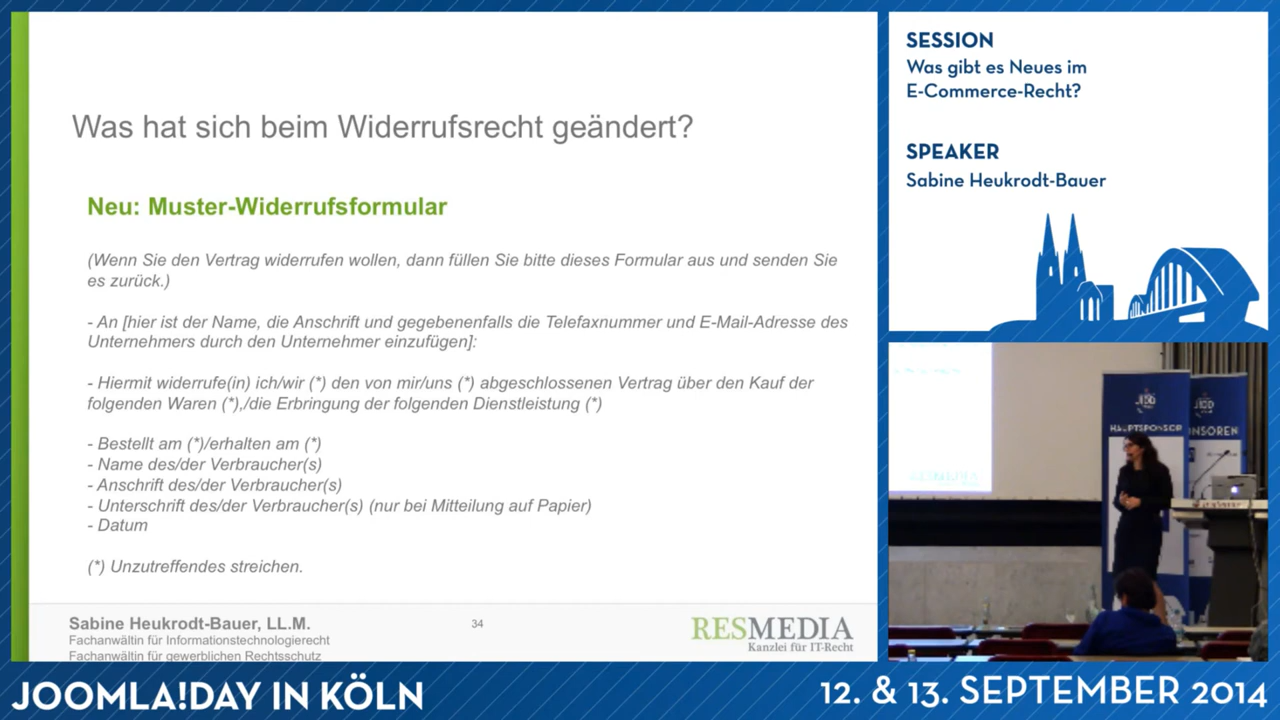 Was hat sich beim Widerrufsrecht geändert?
Neu: Muster-Widerrufsformular
(Wenn Sie den Vertrag widerrufen wollen, dann füllen Sie bitte dieses Formular aus und senden Sie
es zurück.)
- An [hier ist der Name, die Anschrift und gegebenenfalls die Telefaxnummer und E-Mail-Adresse des
Unternehmers durch den Unternehmer einzufügen]:
- Hiermit widerrufe(in) ich/wir (*) den von mir/uns (*) abgeschlossenen Vertrag über den Kauf der
folgenden Waren (*),/die Erbringung der folgenden Dienstleistung (*)
- Bestellt am (*)/erhalten am (*)
- Name des/der Verbraucher(s)
- Anschrift des/der Verbraucher(s)
- Unterschrift des/der Verbraucher(s) (nur bei Mitteilung auf Papier)
- Datum
(*) Unzutreffendes streichen.
Sabine Heukrodt-Bauer, LL.M.
Fachanwältin für Informationstechnologierecht
Fachanwältin für gewerblichen Rechtsschutz
34
RESMEDIA
Kanzlei für IT-Recht
SESSION
Was gibt es Neues im
E-Commerce-Recht?
SPEAKER
Sabine Heukrodt-Bauer
HAUPTSPONSOR
NSOREN
RESMEDIA
JOOMLA!DAY IN KÖLN
12. & 13. SEPTEMBER 2014